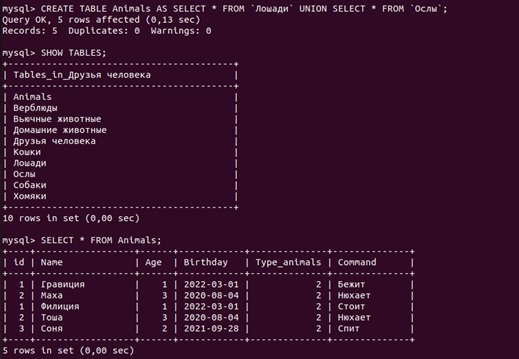 mysql> CREATE TABLE Animals AS SELECT * FROM `Лошади` UNION SELECT * FROM `Ослы`;
Query OK, 5 rows affected (0,13 sec)
Records: 5  Duplicates: 0  Warnings: 0
mysql> SHOW TABLES;
+---------------------------------------+
| Tables_in_Друзья человека             |
+---------------------------------------+
| Animals                               |
| Верблюды                              |
| Вьючные животные                      |
| Домашние животные                     |
| Друзья человека                       |
| Кошки                                 |
| Лошади                                |
| Ослы                                  |
| Собаки                                |
| Хомяки                                |
+---------------------------------------+
10 rows in set (0,00 sec)
mysql> SELECT * FROM Animals;
+----+------------------+------+------------+--------------+--------------+
| id | Name             | Age  | Birthday   | Type_animals | Command      |
+----+------------------+------+------------+--------------+--------------+
|  1 | Гравиция         |    1 | 2022-03-01 |            2 | Бежит        |
|  2 | Маха             |    3 | 2020-08-04 |            2 | Нюхает       |
|  1 | Филиция          |    1 | 2022-03-01 |            2 | Стоит        |
|  2 | Тоша             |    3 | 2020-08-04 |            2 | Нюхает       |
|  3 | Соня             |    2 | 2021-09-28 |            2 | Спит         |
+----+------------------+------+------------+--------------+--------------+
5 rows in set (0,00 sec)